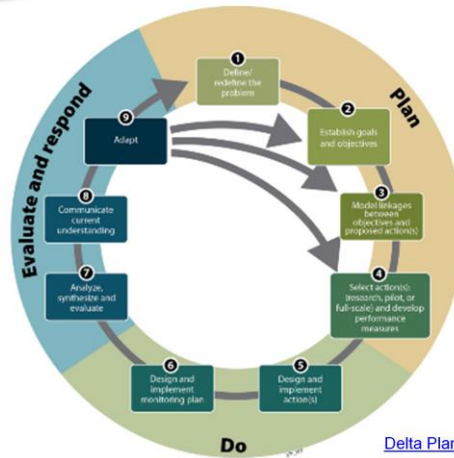 1
Define/
redefine the
problem
Plan
2
Establish goals
and objectives
3
Model linkages
between
objectives and
proposed action(s)
4
Select action(s):
(research, pilot, or
full-scale) and develop
performance
measures
5
Design and
implement
action(s)
Do
6
Design and
implement
monitoring plan
7
Analyze,
synthesize and
evaluate
8
Communicate
current
understanding
9
Adapt
Evaluate and respond
Delta Plan